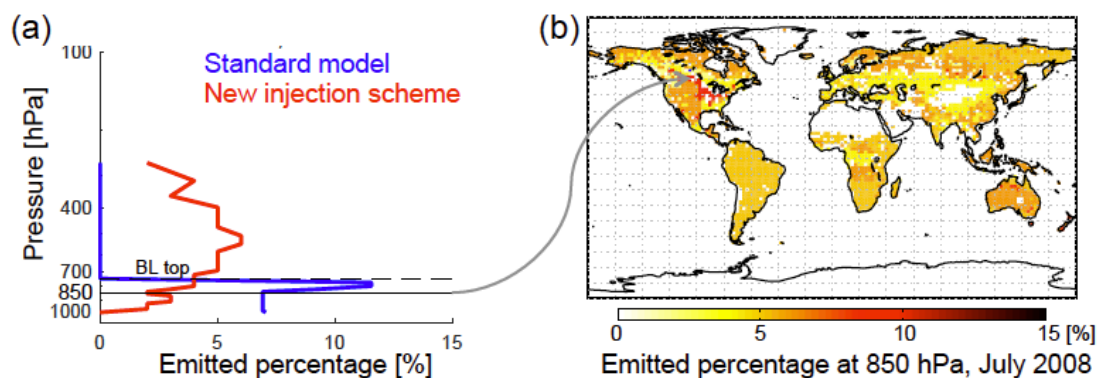 (a)
100
400
700
850
1000
Pressure [hPa]
Standard model
New injection scheme
BL top
0
5
10
15
Emitted percentage [%]
(b)
0
5
10
15 [%]
Emitted percentage at 850 hPa, July 2008